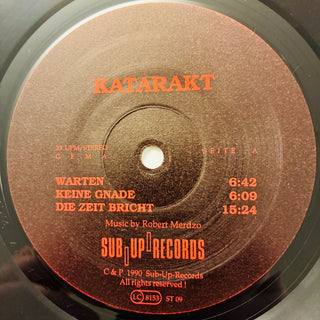 KATARAKT
33 UPM/STEREO
GEMA SEITE A
WARTEN 6:42
KEINE GNADE 6:09
DIE ZEIT BRICHT 15:24
Music by Robert Merdzo
SUB UP RECORDS
C & P 1990 Sub-Up-Records
All rights reserved !
LC 8153 ST 09